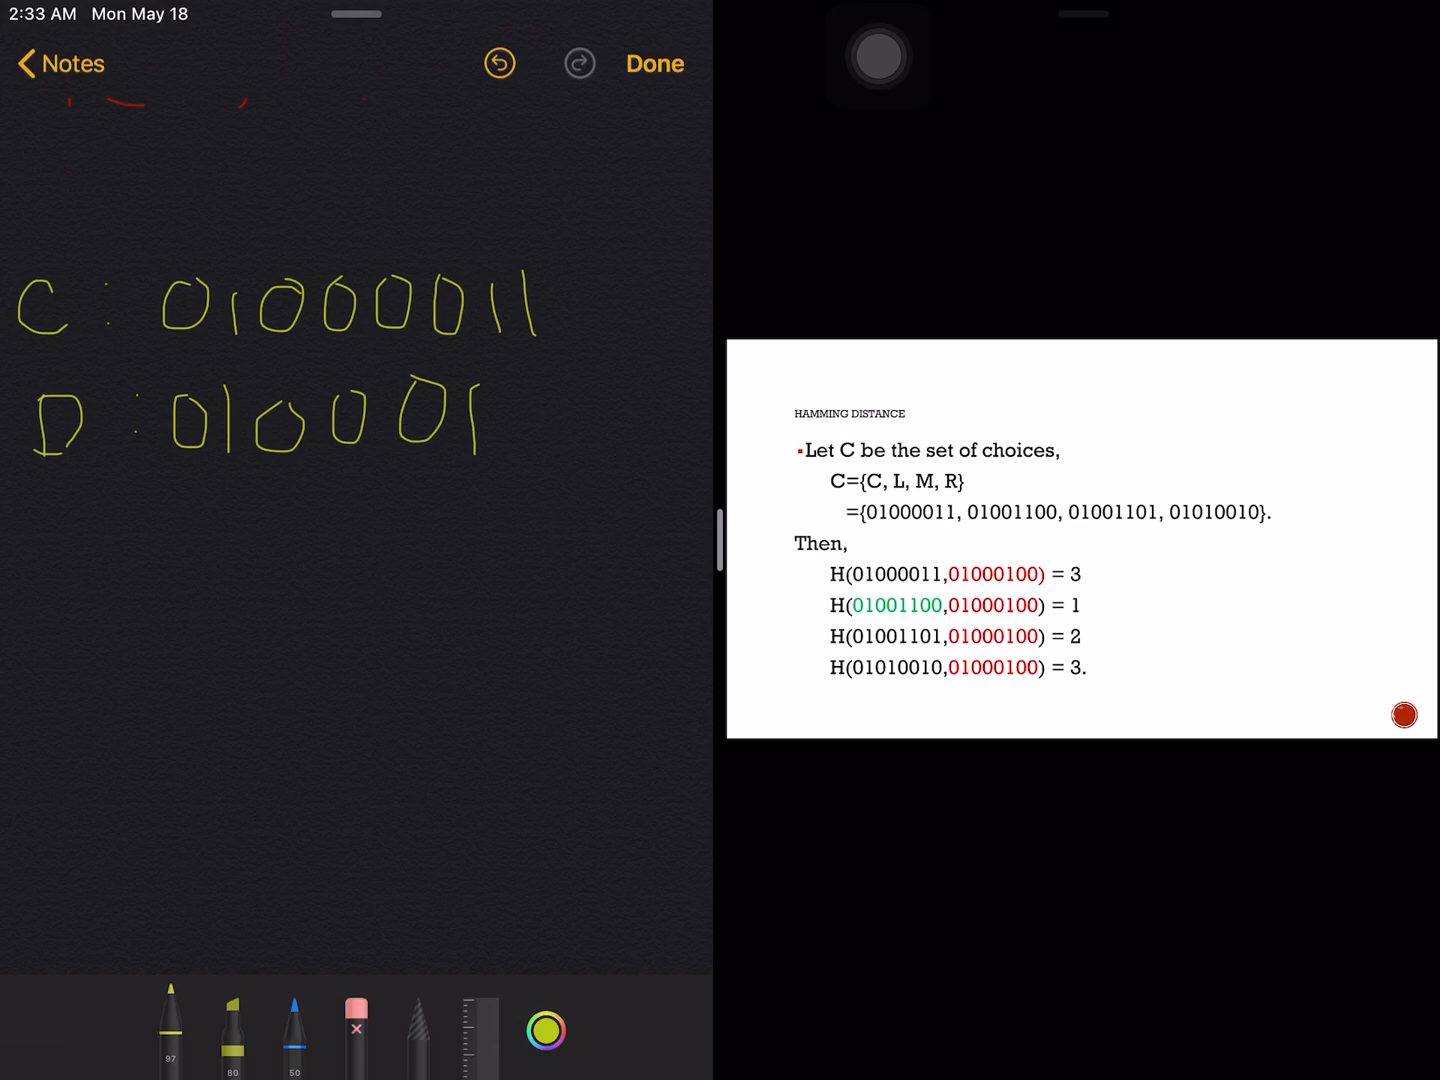 2:33 AM Mon May 18
Notes
Done
C : 01000011
D : 010001
97
80
50
HAMMING DISTANCE
▪Let C be the set of choices,
C={C, L, M, R}
={01000011, 01001100, 01001101, 01010010}.
Then,
H(01000011,01000100) = 3
H(01001100,01000100) = 1
H(01001101,01000100) = 2
H(01010010,01000100) = 3.